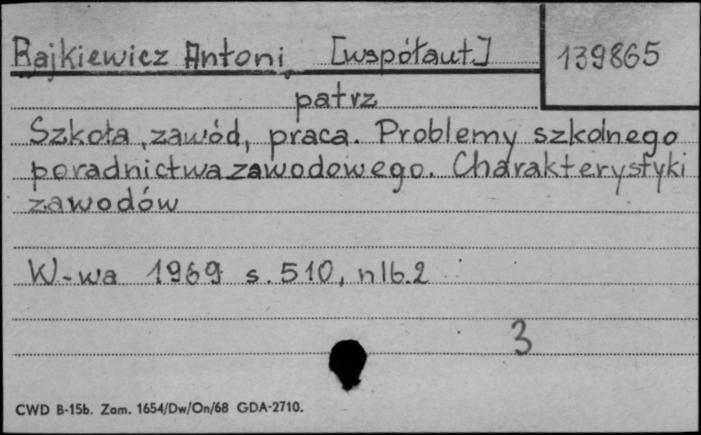 Rajkiewicz Antoni [współaut.] 139865
patrz
Szkoła, zawód, praca. Problemy szkolnego
poradnictwa zawodowego. Charakterystyki
zawodów
W-wa 1969 s. 510, nlb. 2
3
CWD B-15b. Zam. 1654/Dw/On/68 GDA-2710.